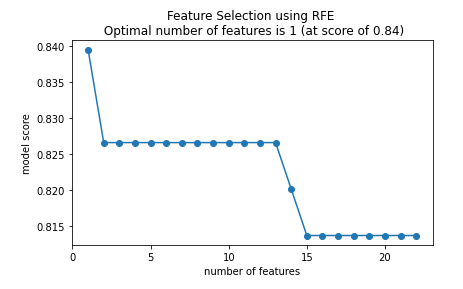 Feature Selection using RFE
Optimal number of features is 1 (at score of 0.84)
0.840
0.835
0.830
0.825
0.820
0.815
model score
0 5 10 15 20
number of features